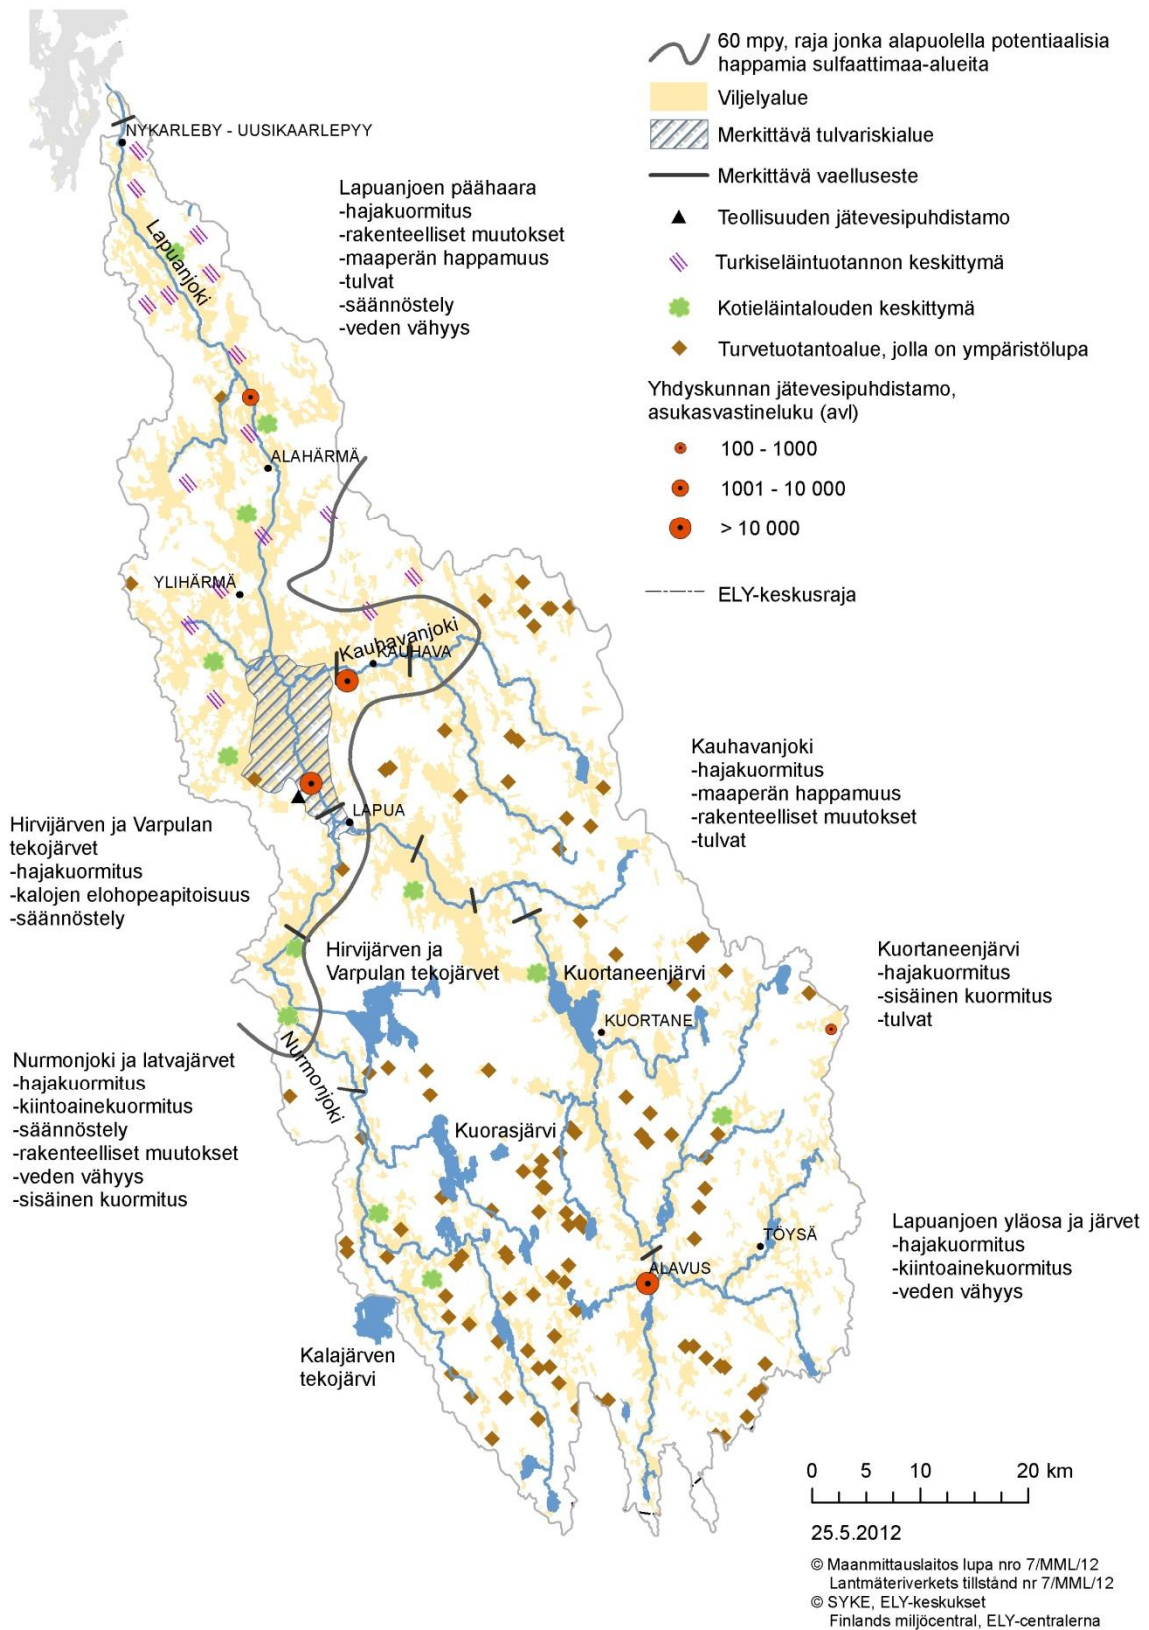 60 mpy, raja jonka alapuolella potentiaalisia
happamia sulfaattimaa-alueita
Viljelyalue
Merkittävä tulvariskialue
Merkittävä vaelluseste
Teollisuuden jätevesipuhdistamo
Turkiseläintuotannon keskittymä
Kotieläintalouden keskittymä
Turvetuotantoalue, jolla on ympäristölupa
Yhdyskunnan jätevesipuhdistamo,
asukasvastineluku (avl)
100 - 1000
1001 - 10 000
> 10 000
ELY-keskusraja
NYKARLEBY - UUSIKAARLEPYY
Lapuanjoen päähaara
-hajakuormitus
-rakenteelliset muutokset
-maaperän happamuus
-tulvat
-säännöstely
-veden vähyys
Lapuanjoki
ALAHÄRMÄ
YLIHÄRMÄ
Kauhavanjoki
KAUHAVA
Kauhavanjoki
-hajakuormitus
-maaperän happamuus
-rakenteelliset muutokset
-tulvat
LAPUA
Hirvijärven ja Varpulan
tekojärvet
-hajakuormitus
-kalojen elohopeapitoisuus
-säännöstely
Hirvijärven ja
Varpulan tekojärvet
Kuortaneenjärvi
KUORTANE
Kuortaneenjärvi
-hajakuormitus
-sisäinen kuormitus
-tulvat
Nurmonjoki ja latvajärvet
-hajakuormitus
-kiintoainekuormitus
-säännöstely
-rakenteelliset muutokset
-veden vähyys
-sisäinen kuormitus
Nurmonjoki
Kuorasjärvi
TÖYSÄ
ALAVUS
Lapuanjoen yläosa ja järvet
-hajakuormitus
-kiintoainekuormitus
-veden vähyys
Kalajärven
tekojärvi
0 5 10 20 km
25.5.2012
© Maanmittauslaitos lupa nro 7/MML/12
Lantmäteriverkets tillstånd nr 7/MML/12
© SYKE, ELY-keskukset
Finlands miljöcentral, ELY-centralerna